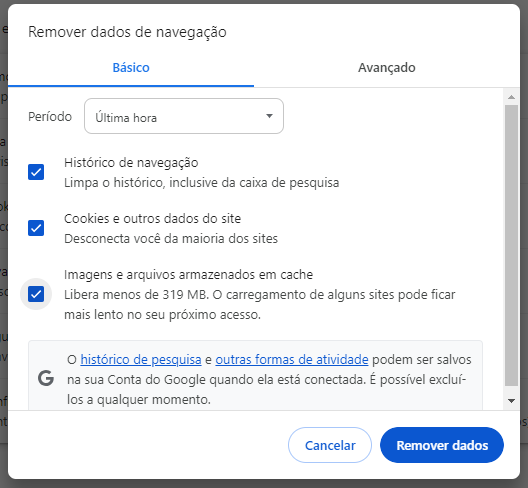 Remover dados de navegação
Básico
Avançado
Período
Última hora
Histórico de navegação
Limpa o histórico, inclusive da caixa de pesquisa
Cookies e outros dados do site
Desconecta você da maioria dos sites
Imagens e arquivos armazenados em cache
Libera menos de 319 MB. O carregamento de alguns sites pode ficar
mais lento no seu próximo acesso.
O histórico de pesquisa e outras formas de atividade podem ser salvos
na sua Conta do Google quando ela está conectada. É possível excluí-
los a qualquer momento.
Cancelar
Remover dados